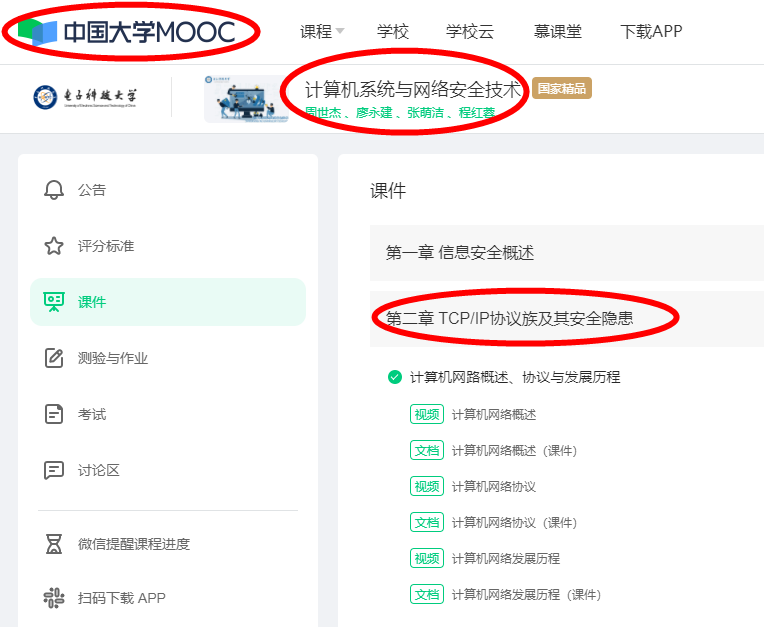 中国大学MOOC 课程 学校 学校云 慕课堂 下载APP
电子科技大学
计算机系统与网络安全技术 国家精品
周世杰 、廖永建 、张萌洁 、程红蓉
公告
评分标准
课件
测验与作业
考试
讨论区
微信提醒课程进度
扫码下载 APP
课件
第一章 信息安全概述
第二章 TCP/IP协议族及其安全隐患
计算机网路概述、协议与发展历程
视频 计算机网络概述
文档 计算机网络概述（课件）
视频 计算机网络协议
文档 计算机网络协议（课件）
视频 计算机网络发展历程
文档 计算机网络发展历程（课件）